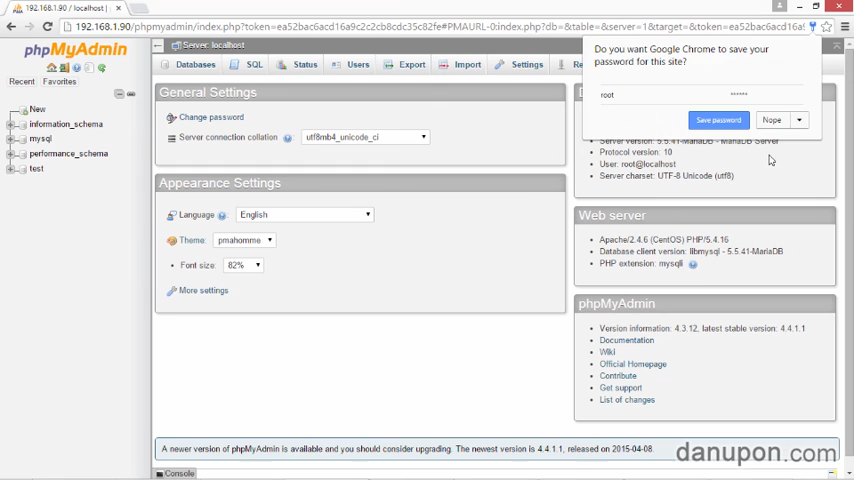 192.168.1.90 / localhost |
192.168.1.90/phpmyadmin/index.php?token=ea52ecacd16a9c2c2cb8cdc35c82fe#PMAURL-0:index.php?db=&table=&server=1&target=&token=ea52bcacd16a9
phpMyAdmin
Recent Favorites
New
information_schema
mysql
performance_schema
test
Server: localhost
Databases SQL Status Users Export Import Settings
General Settings
Change password
Server connection collation
utf8mb4_unicode_ci
Appearance Settings
Language
English
Theme:
pmahomme
Font size:
82%
More settings
Do you want Google Chrome to save your
password for this site?
root
******
Save password
Nope
Server version: 5.5.41-MariaDB - MariaDB Server
Protocol version: 10
User: root@localhost
Server charset: UTF-8 Unicode (utf8)
Web server
Apache/2.4.6 (CentOS) PHP/5.4.16
Database client version: libmysql - 5.5.41-MariaDB
PHP extension: mysqli
phpMyAdmin
Version information: 4.3.12, latest stable version: 4.4.1.1
Documentation
Wiki
Official Homepage
Contribute
Get support
List of changes
A newer version of phpMyAdmin is available and you should consider upgrading. The newest version is 4.4.1.1, released on 2015-04-08.
danupon.com
Console